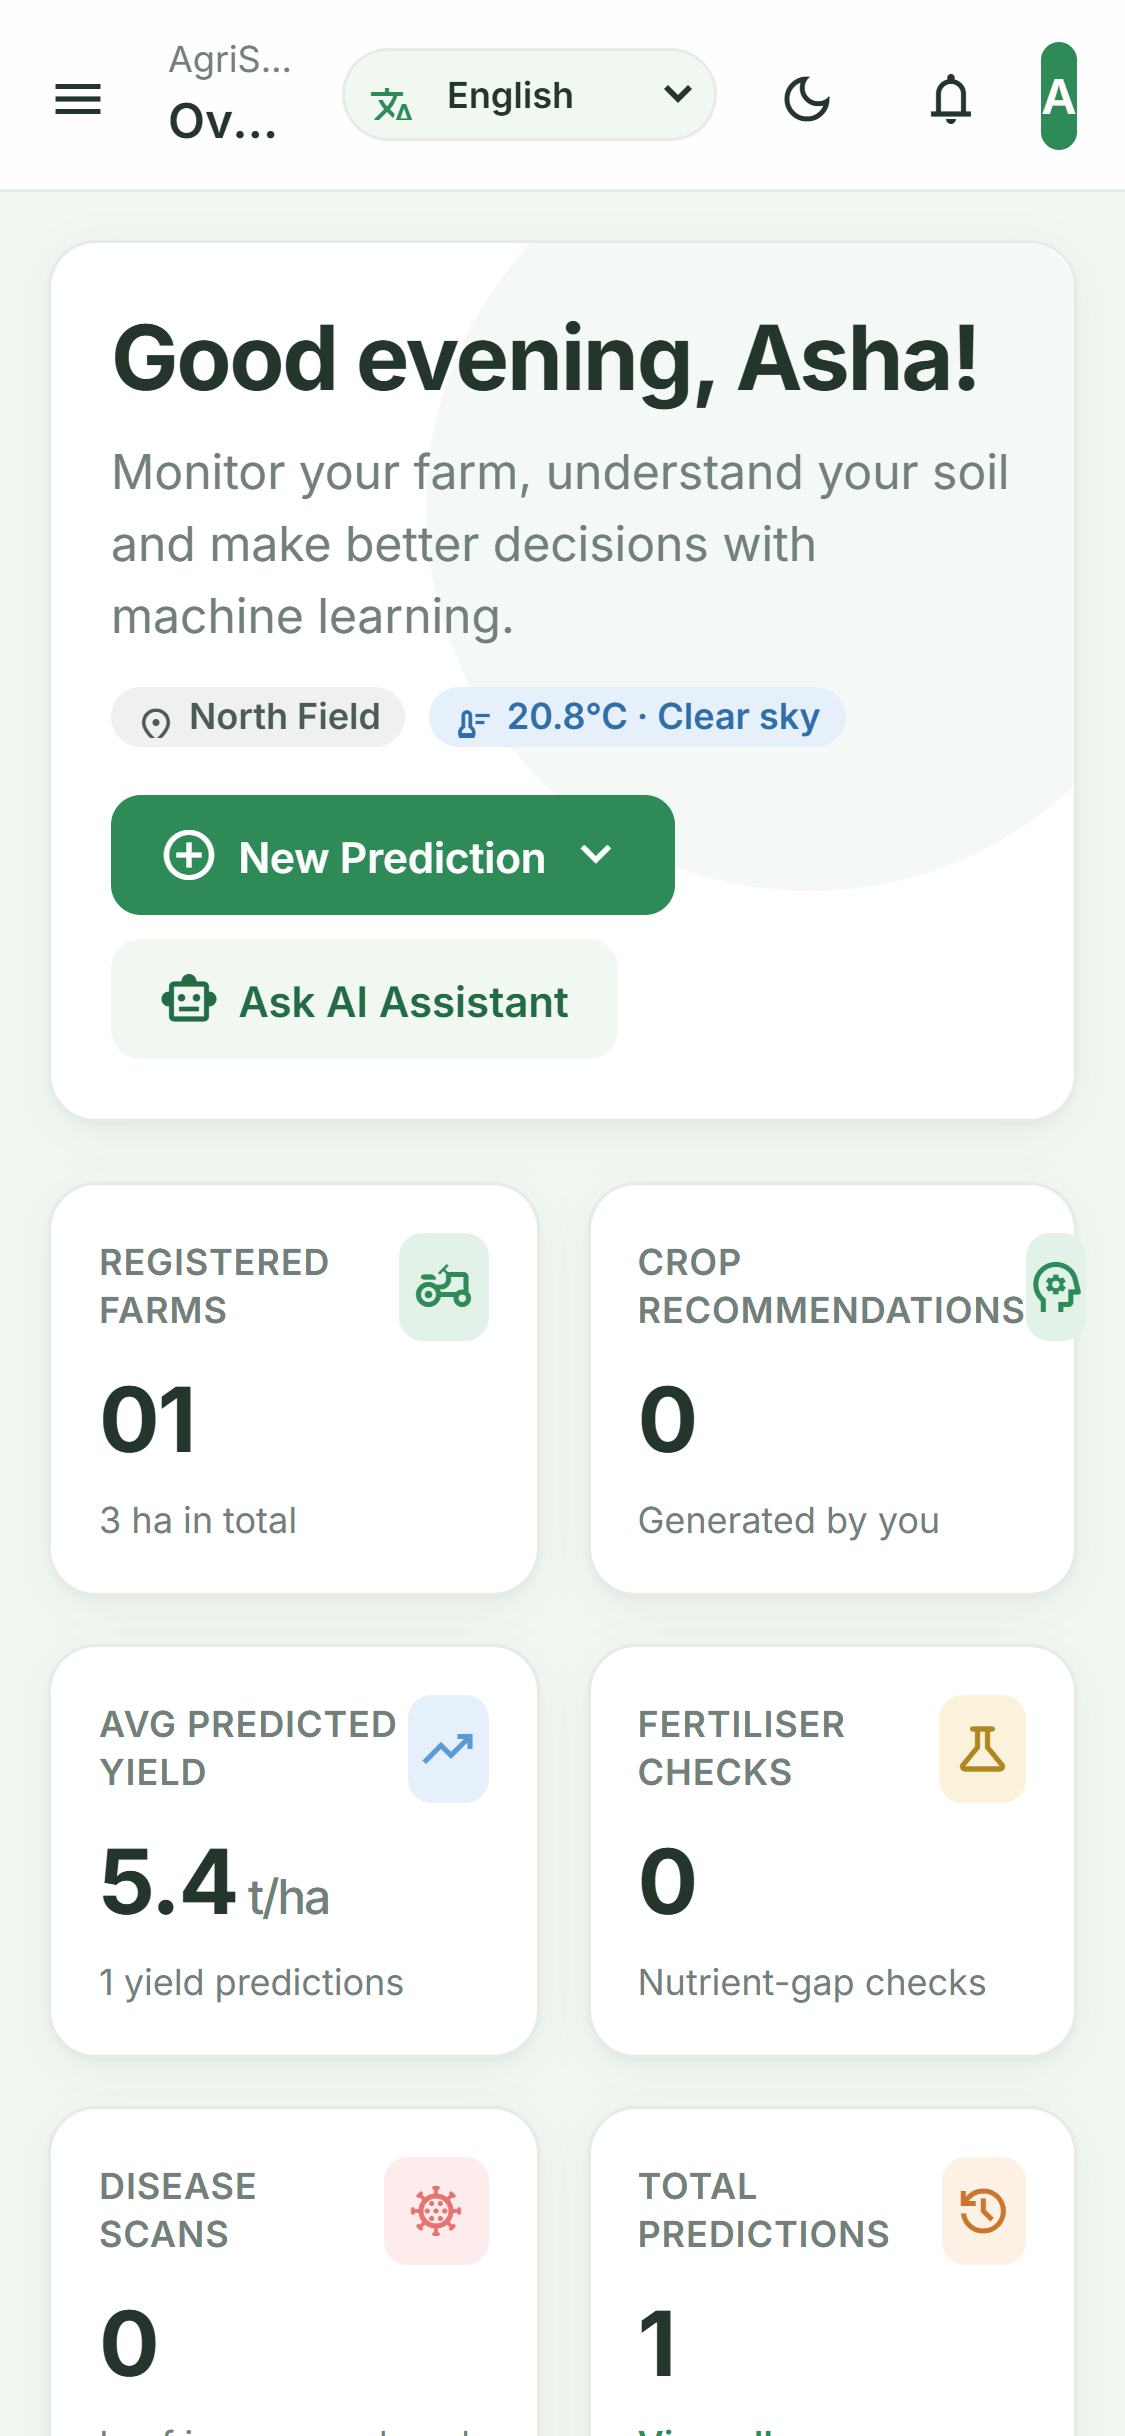 AgriS...
Ov...
English
A
Good evening, Asha!
Monitor your farm, understand your soil
and make better decisions with
machine learning.
North Field
20.8°C · Clear sky
New Prediction
Ask AI Assistant
REGISTERED
FARMS
01
3 ha in total
CROP
RECOMMENDATIONS
0
Generated by you
AVG PREDICTED
YIELD
5.4 t/ha
1 yield predictions
FERTILISER
CHECKS
0
Nutrient-gap checks
DISEASE
SCANS
0
TOTAL
PREDICTIONS
1